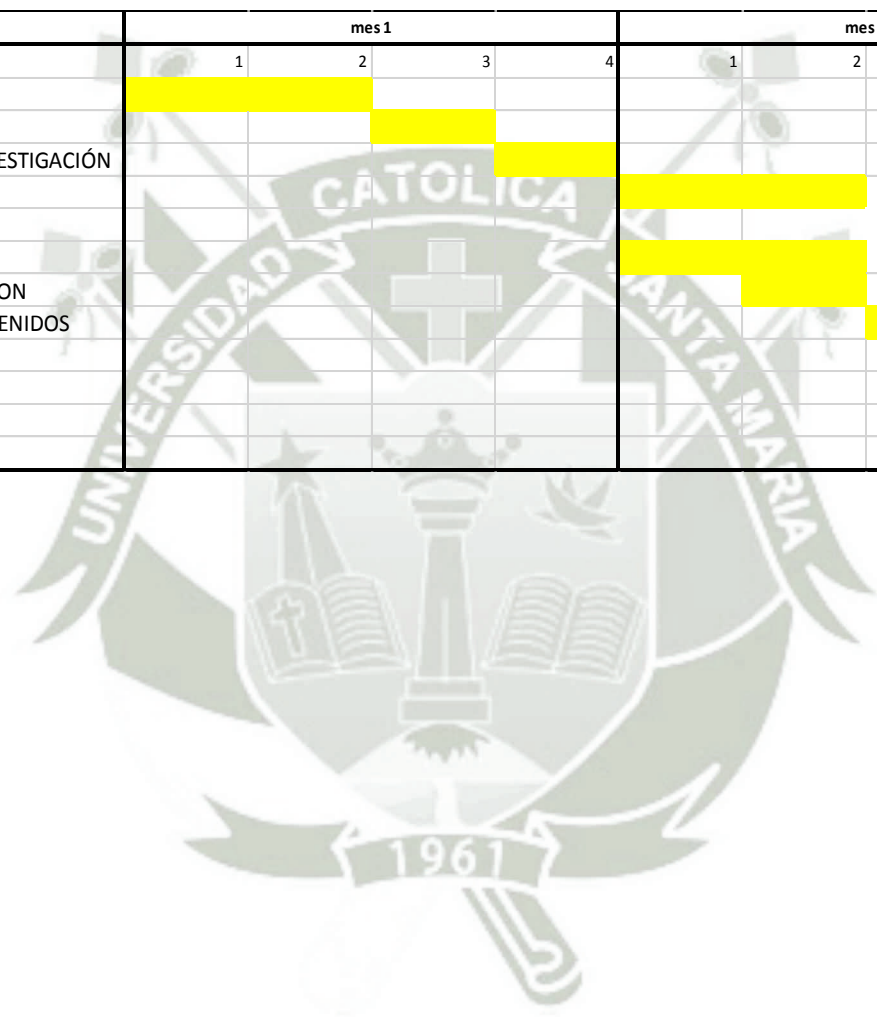 mes 1 mes
1 2 3 4 1 2
ESTIGACIÓN
ON
ENIDOS
UNIVERSIDAD CATOLICA SANTA MARIA
1961